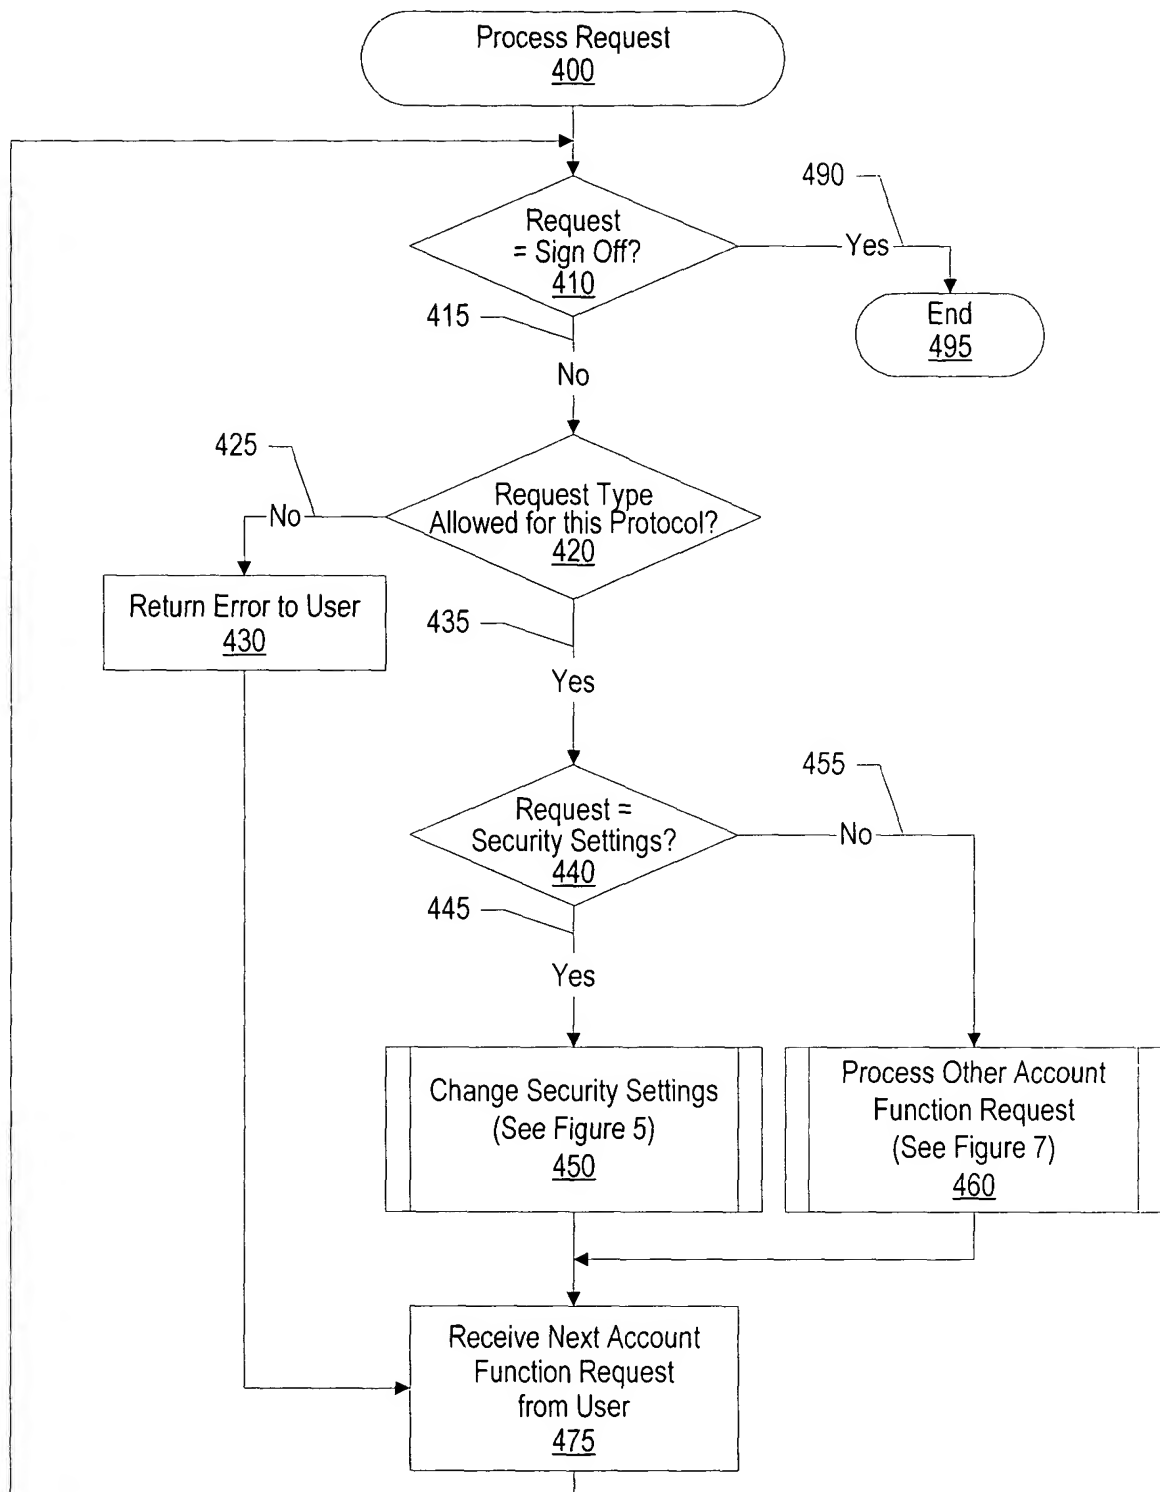 Process Request
400
490
Request
= Sign Off?
410
Yes
End
495
415
No
425
Request Type
Allowed for this Protocol?
420
No
Return Error to User
430
435
Yes
455
Request =
Security Settings?
440
No
445
Yes
Change Security Settings
(See Figure 5)
450
Process Other Account
Function Request
(See Figure 7)
460
Receive Next Account
Function Request
from User
475